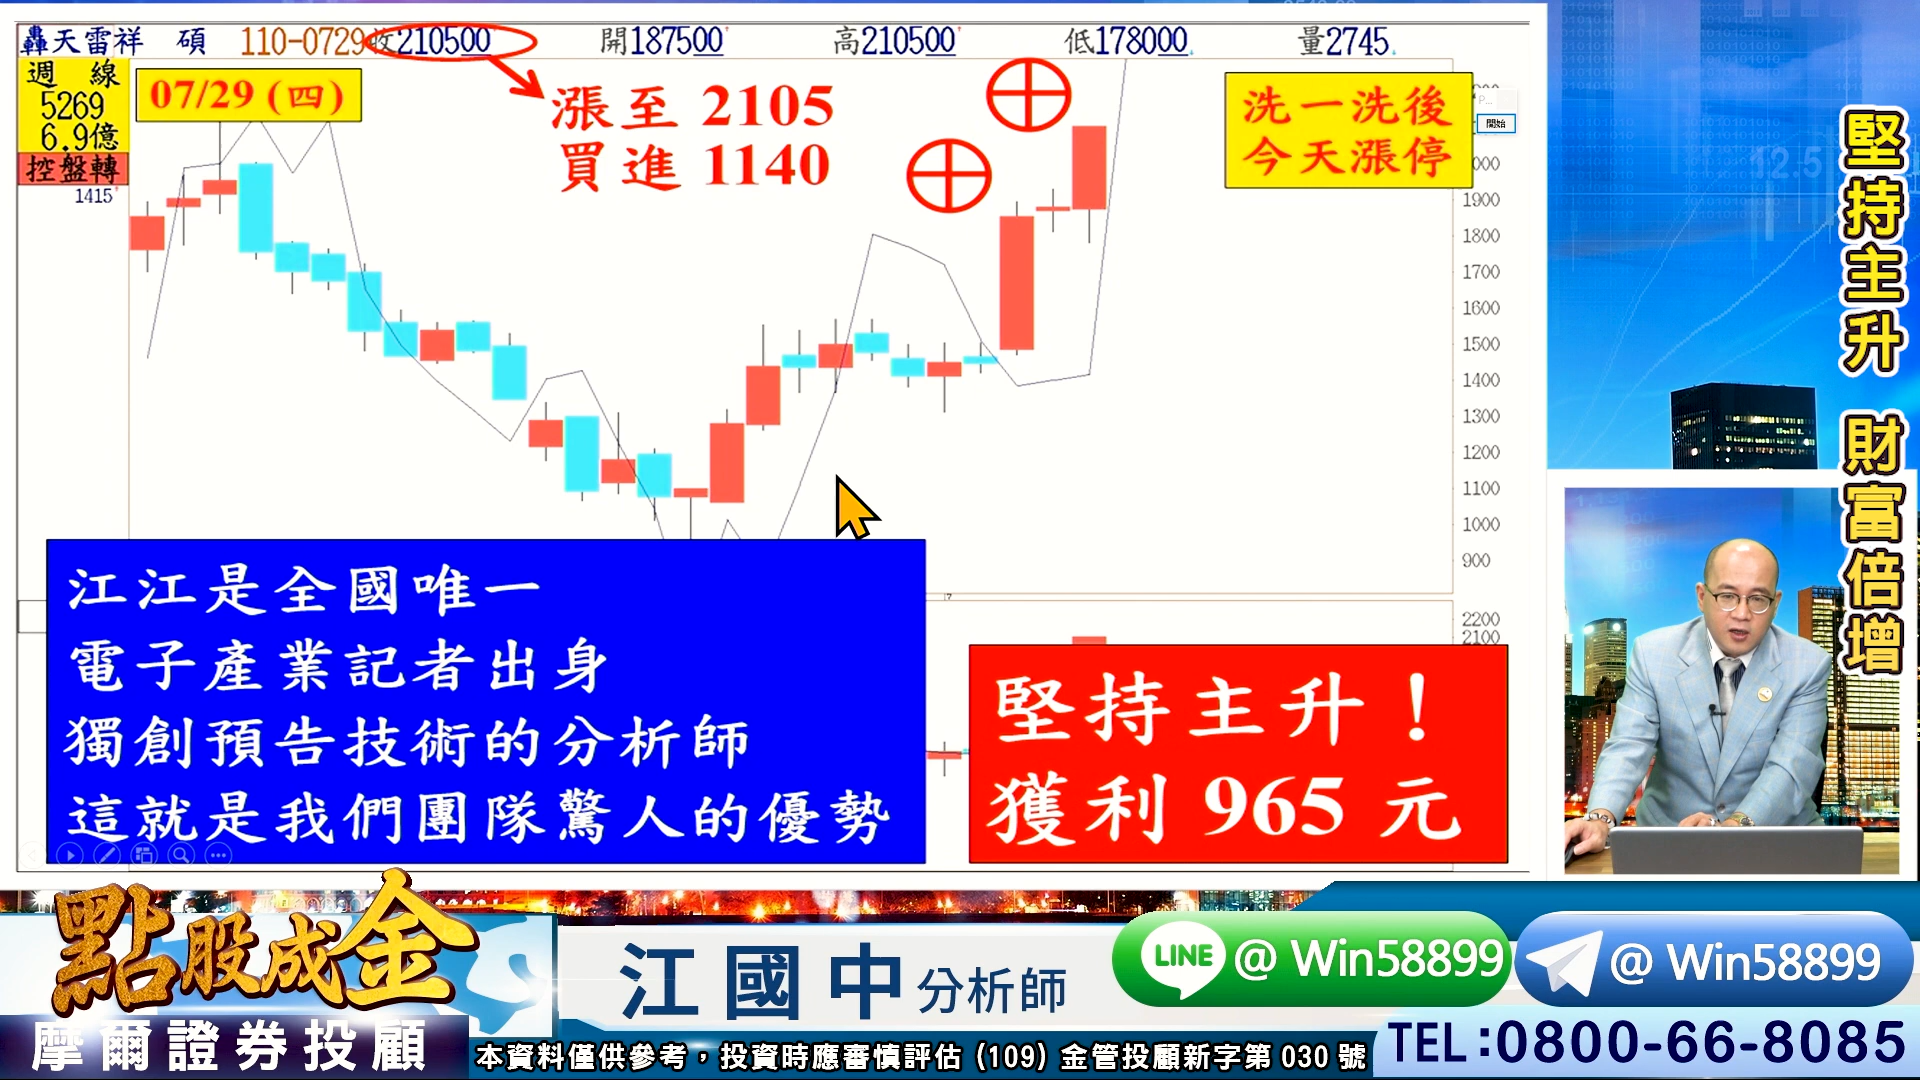 轟天雷祥 碩 110-0729收210500 開187500 高210500 低178000 量2745
週 線
5269
6.9億
控盤轉
1415
07/29 (四)
漲至 2105
買進 1140
洗一洗後
今天漲停
開始
1900
1800
1700
1600
1500
1400
1300
1200
1100
1000
900
2200
2100
江江是全國唯一
電子產業記者出身
獨創預告技術的分析師
這就是我們團隊驚人的優勢
堅持主升！
獲利 965 元
堅持主升 財富倍增
點股成金
摩爾證券投顧
江國中分析師
LINE @ Win58899
@ Win58899
TEL:0800-66-8085
本資料僅供參考，投資時應審慎評估 (109) 金管投顧新字第 030 號